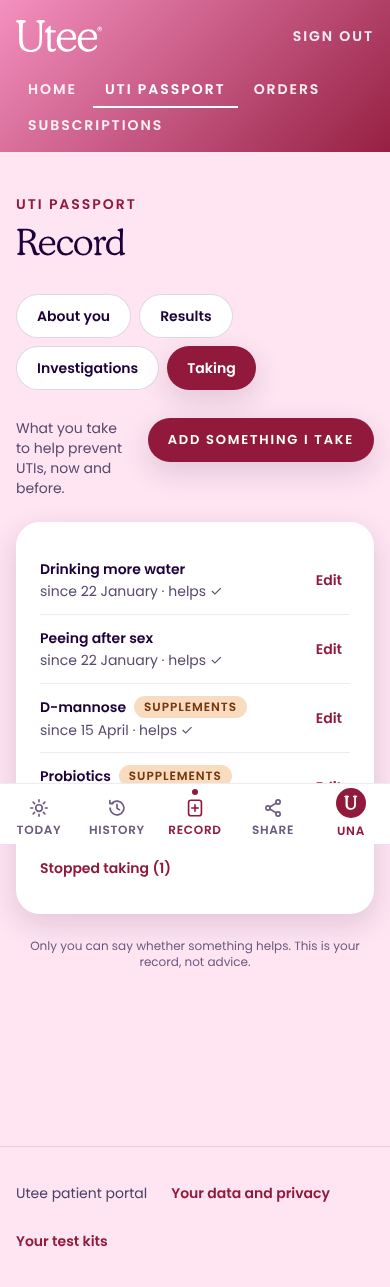 Utee®
SIGN OUT
HOME UTI PASSPORT ORDERS
SUBSCRIPTIONS
UTI PASSPORT
Record
About you Results
Investigations Taking
What you take
to help prevent
UTIs, now and
before.
ADD SOMETHING I TAKE
Drinking more water
since 22 January · helps ✓
Edit
Peeing after sex
since 22 January · helps ✓
Edit
D-mannose SUPPLEMENTS
since 15 April · helps ✓
Edit
Probiotics SUPPLEMENTS
TODAY HISTORY RECORD SHARE UNA
Stopped taking (1)
Only you can say whether something helps. This is your
record, not advice.
Utee patient portal Your data and privacy
Your test kits